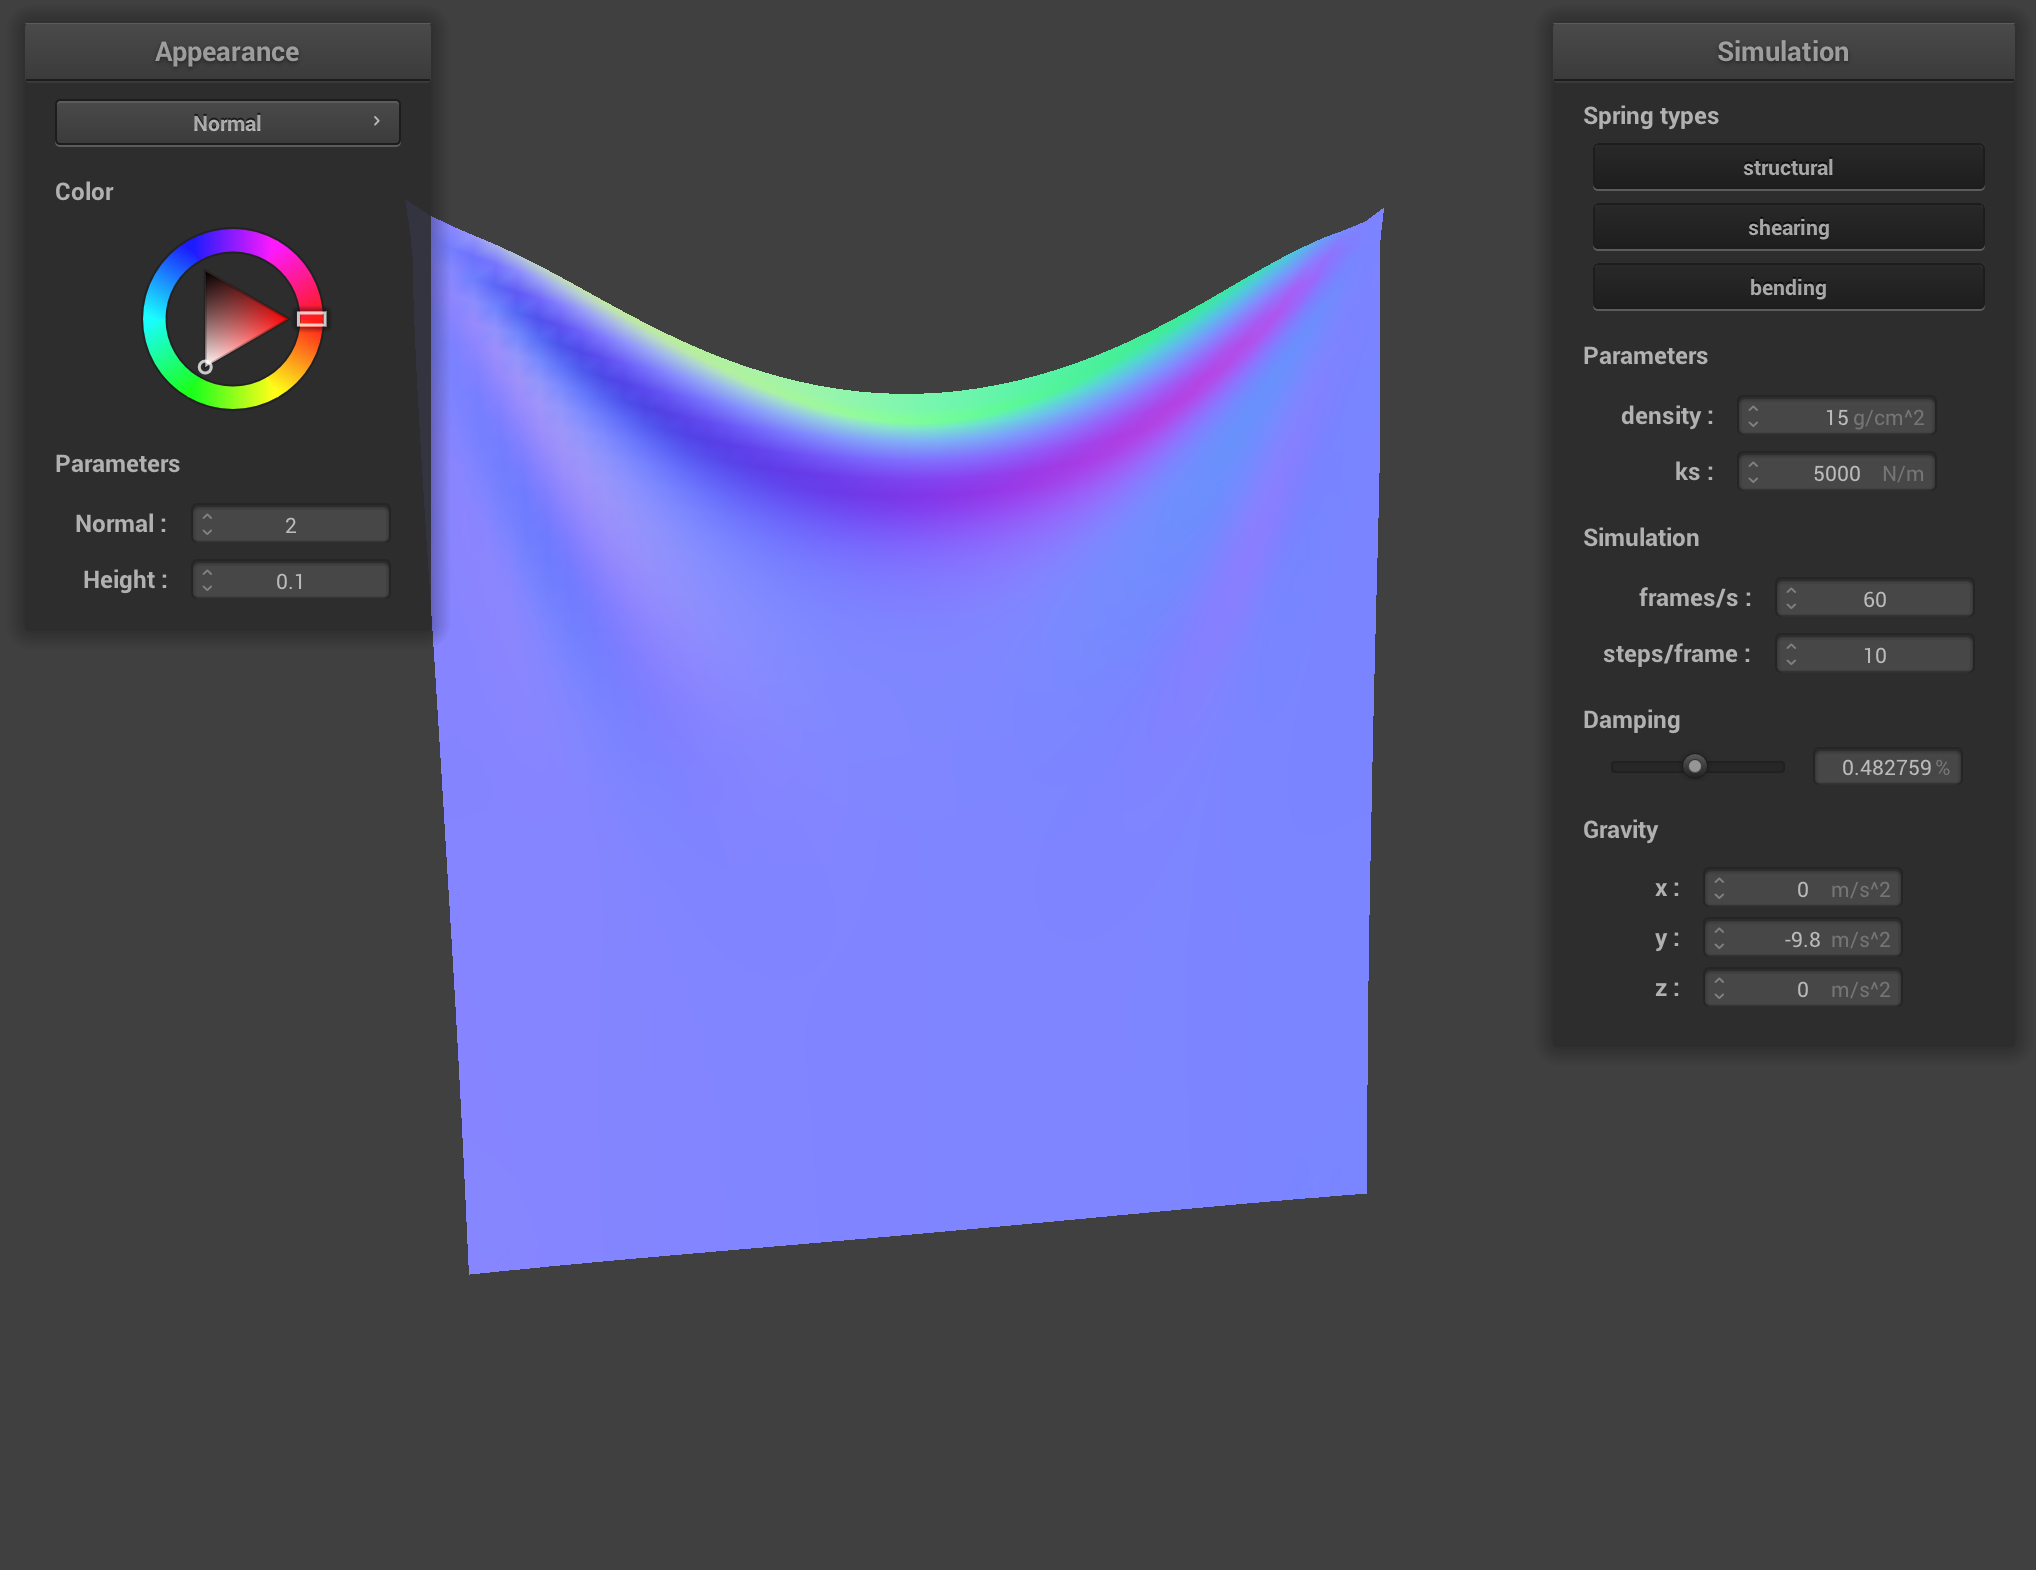 Appearance
Normal
Color
Parameters
Normal : 2
Height : 0.1
Simulation
Spring types
structural
shearing
bending
Parameters
density : 15 g/cm^2
ks : 5000 N/m
Simulation
frames/s : 60
steps/frame : 10
Damping
0.482759 %
Gravity
x : 0 m/s^2
y : -9.8 m/s^2
z : 0 m/s^2